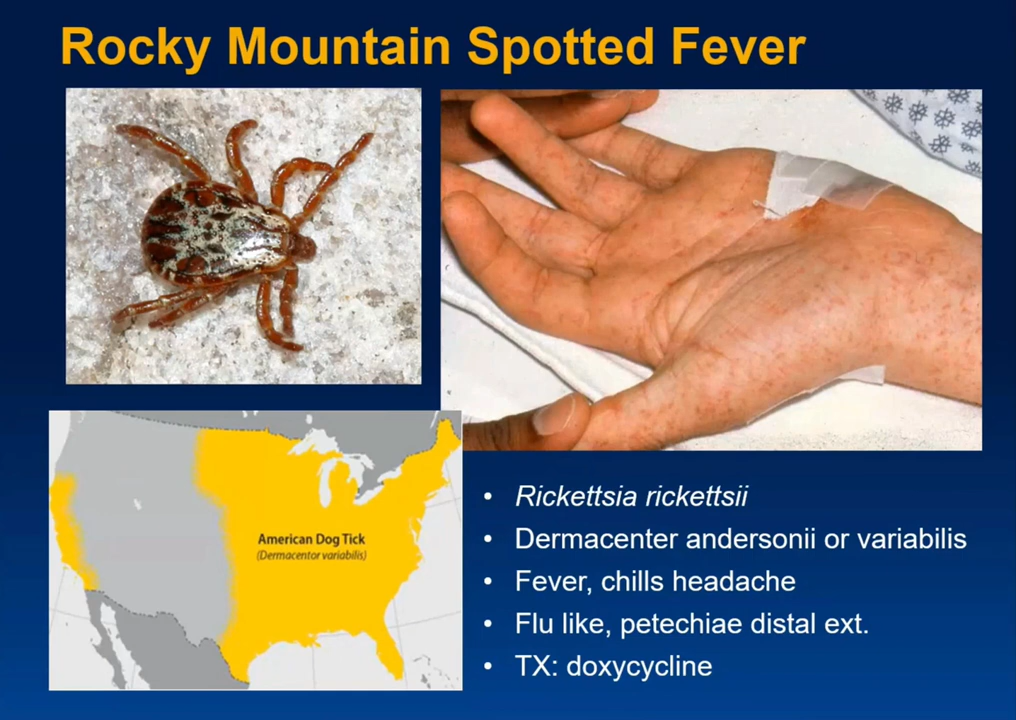 Rocky Mountain Spotted Fever
American Dog Tick
(Dermacentor variabilis)
• Rickettsia rickettsii
• Dermacenter andersonii or variabilis
• Fever, chills headache
• Flu like, petechiae distal ext.
• TX: doxycycline